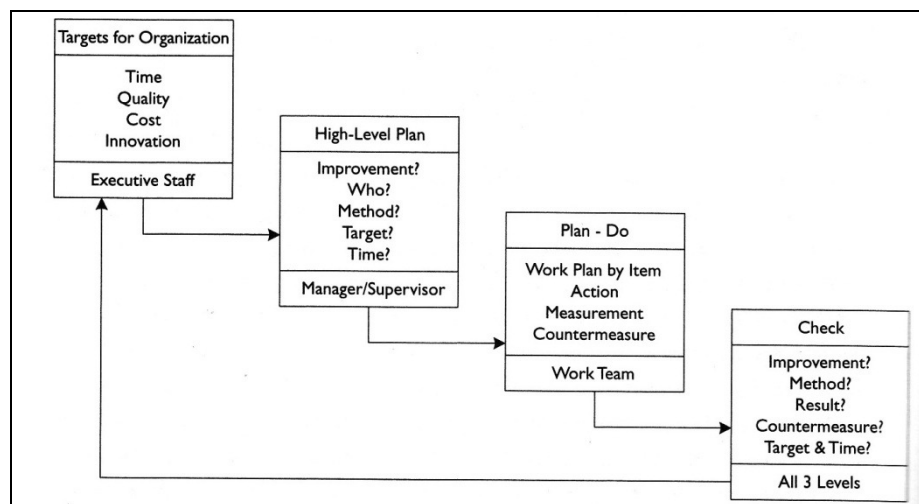 Targets for Organization
Time
Quality
Cost
Innovation
Executive Staff
High-Level Plan
Improvement?
Who?
Method?
Target?
Time?
Manager/Supervisor
Plan - Do
Work Plan by Item
Action
Measurement
Countermeasure
Work Team
Check
Improvement?
Method?
Result?
Countermeasure?
Target & Time?
All 3 Levels